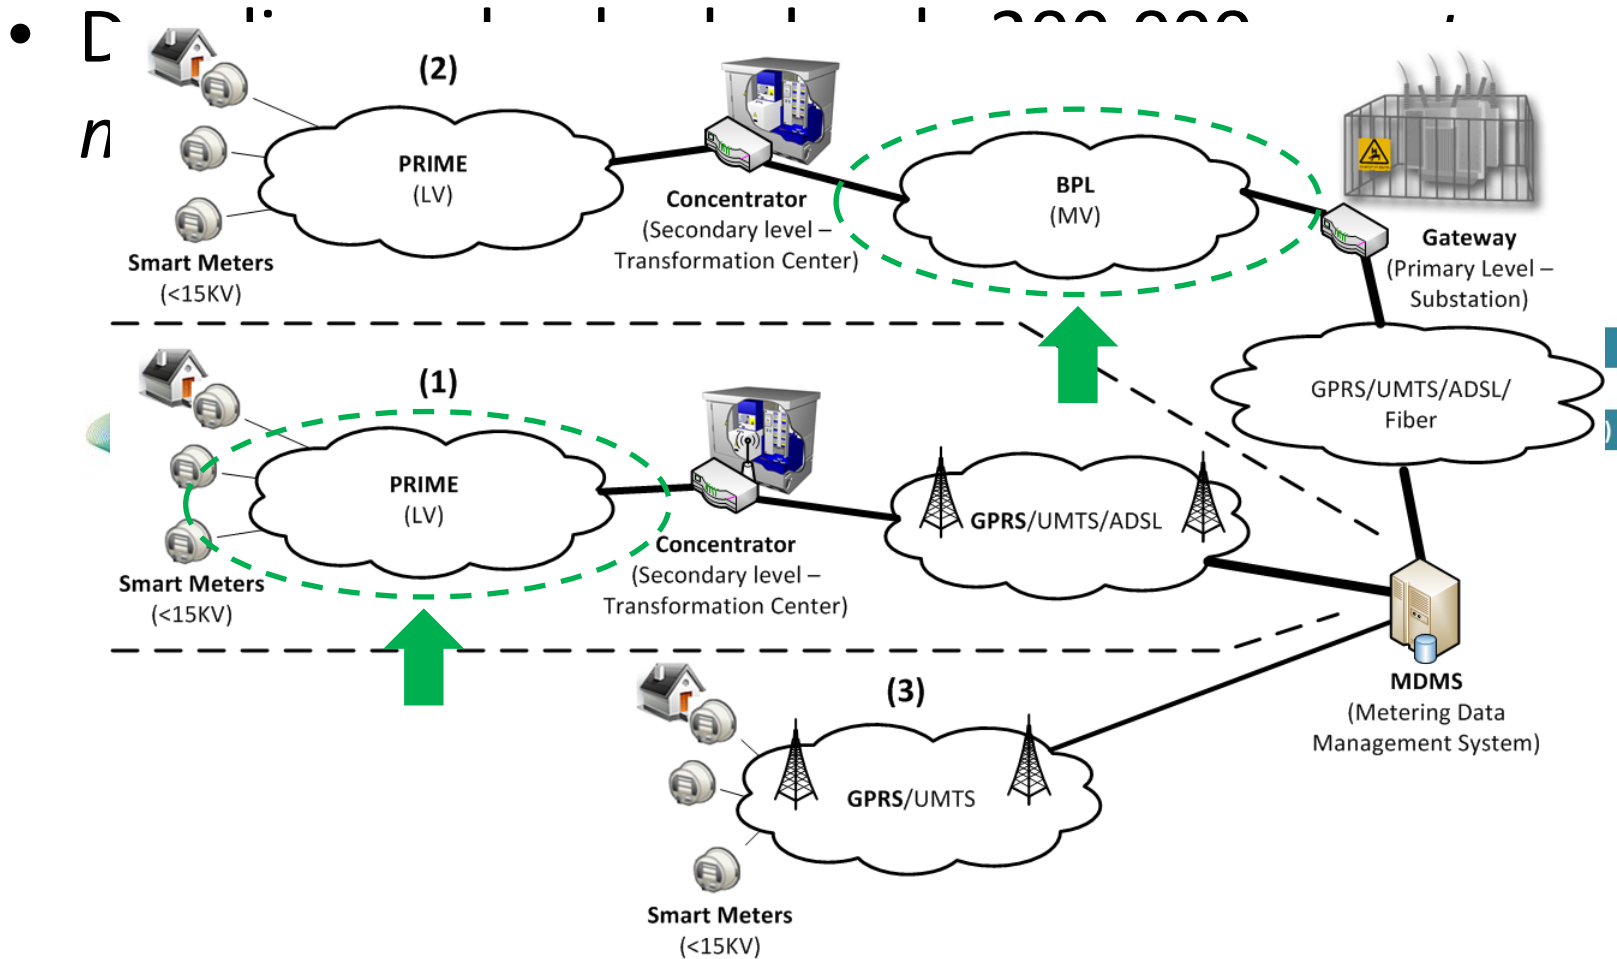 (2)
PRIME
(LV)
Smart Meters
(<15KV)
Concentrator
(Secondary level –
Transformation Center)
BPL
(MV)
Gateway
(Primary Level –
Substation)
GPRS/UMTS/ADSL/
Fiber
(1)
PRIME
(LV)
Smart Meters
(<15KV)
Concentrator
(Secondary level –
Transformation Center)
GPRS/UMTS/ADSL
MDMS
(Metering Data
Management System)
(3)
GPRS/UMTS
Smart Meters
(<15KV)